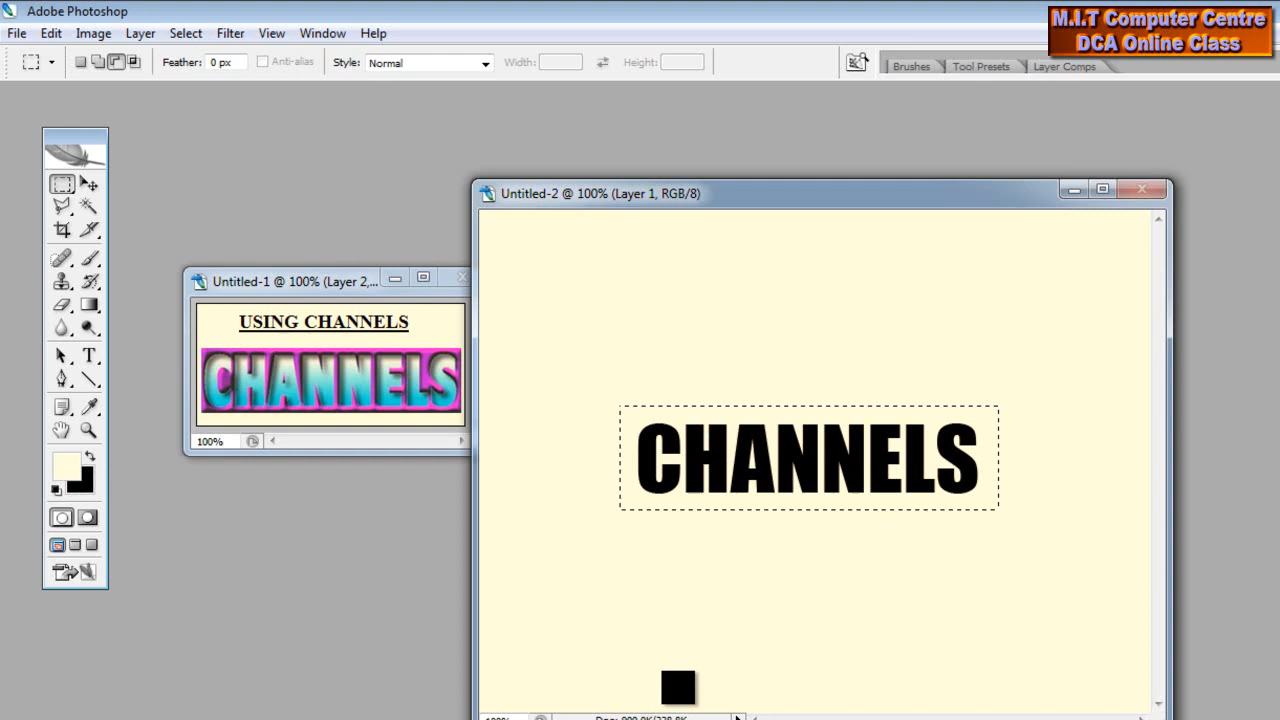 Adobe Photoshop
M.I.T Computer Centre
DCA Online Class
File Edit Image Layer Select Filter View Window Help
Feather: 0 px Anti-alias Style: Normal Width: Height: Brushes Tool Presets Layer Comps
Untitled-2 @ 100% (Layer 1, RGB/8)
Untitled-1 @ 100% (Layer 2,...
USING CHANNELS
CHANNELS
100%
CHANNELS
100%